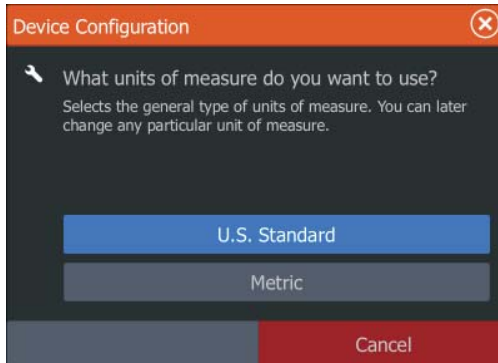 Device Configuration
What units of measure do you want to use?
Selects the general type of units of measure. You can later
change any particular unit of measure.
U.S. Standard
Metric
Cancel